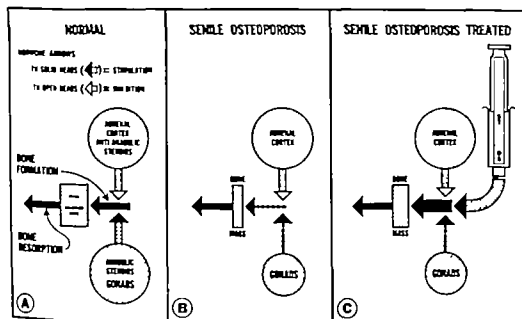 NORMAL
HORMONE ARROWS
TX SOLID HEADS ( ) = STIMULATION
TX OPEN HEADS ( ) = INHIBITION
ADRENAL
CORTEX
ANTI ANABOLIC
STEROIDS
BONE
FORMATION
BONE
RESORPTION
ANABOLIC
STEROIDS
GONADS
A
SENILE OSTEOPOROSIS
ADRENAL
CORTEX
BONE
MASS
GONADS
B
SENILE OSTEOPOROSIS TREATED
ADRENAL
CORTEX
BONE
MASS
GONADS
C